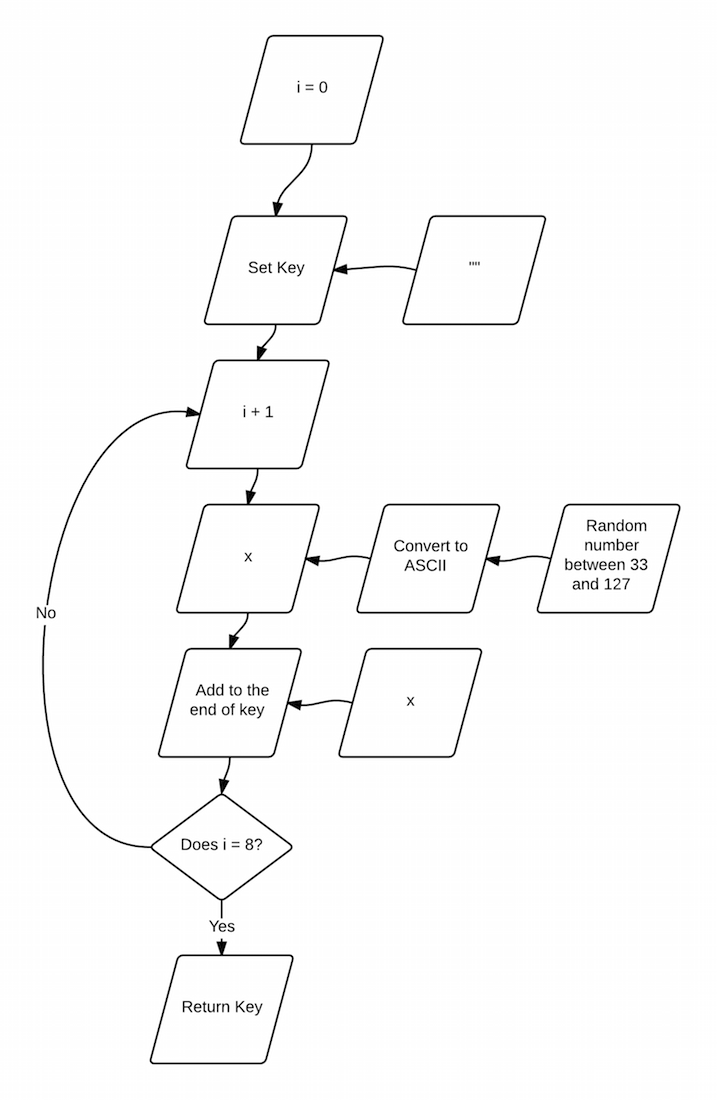 i = 0
Set Key
""
i + 1
x
Convert to
ASCII
Random
number
between 33
and 127
No
Add to the
end of key
x
Does i = 8?
Yes
Return Key